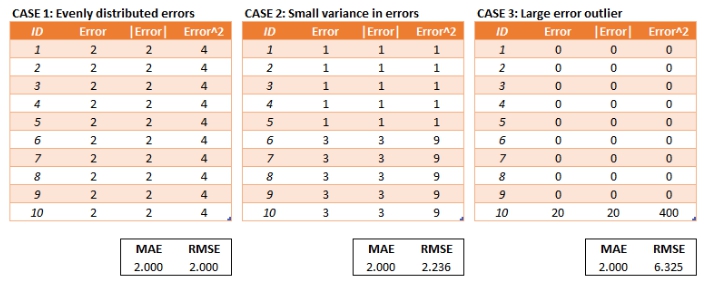 CASE 1: Evenly distributed errors
ID Error |Error| Error^2
1 2 2 4
2 2 2 4
3 2 2 4
4 2 2 4
5 2 2 4
6 2 2 4
7 2 2 4
8 2 2 4
9 2 2 4
10 2 2 4
MAE RMSE
2.000 2.000
CASE 2: Small variance in errors
ID Error |Error| Error^2
1 1 1 1
2 1 1 1
3 1 1 1
4 1 1 1
5 1 1 1
6 3 3 9
7 3 3 9
8 3 3 9
9 3 3 9
10 3 3 9
MAE RMSE
2.000 2.236
CASE 3: Large error outlier
ID Error |Error| Error^2
1 0 0 0
2 0 0 0
3 0 0 0
4 0 0 0
5 0 0 0
6 0 0 0
7 0 0 0
8 0 0 0
9 0 0 0
10 20 20 400
MAE RMSE
2.000 6.325